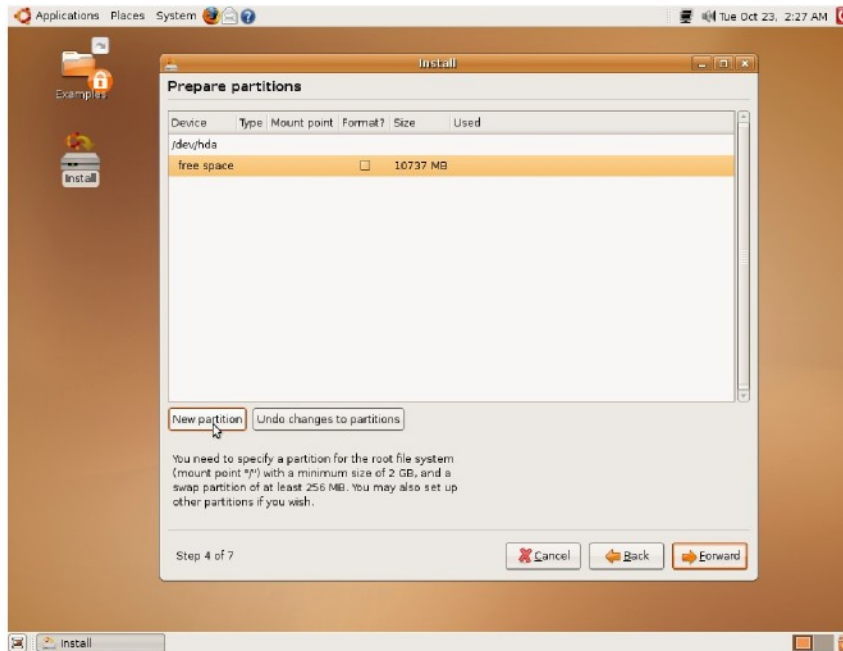 Applications Places System Tue Oct 23, 2:27 AM
Examples
Install
Install
Prepare partitions
Device Type Mount point Format? Size Used
/dev/hda
free space 10737 MB
New partition Undo changes to partitions
You need to specify a partition for the root file system
(mount point "/") with a minimum size of 2 GB, and a
swap partition of at least 256 MB. You may also set up
other partitions if you wish.
Step 4 of 7 Cancel Back Forward
Install